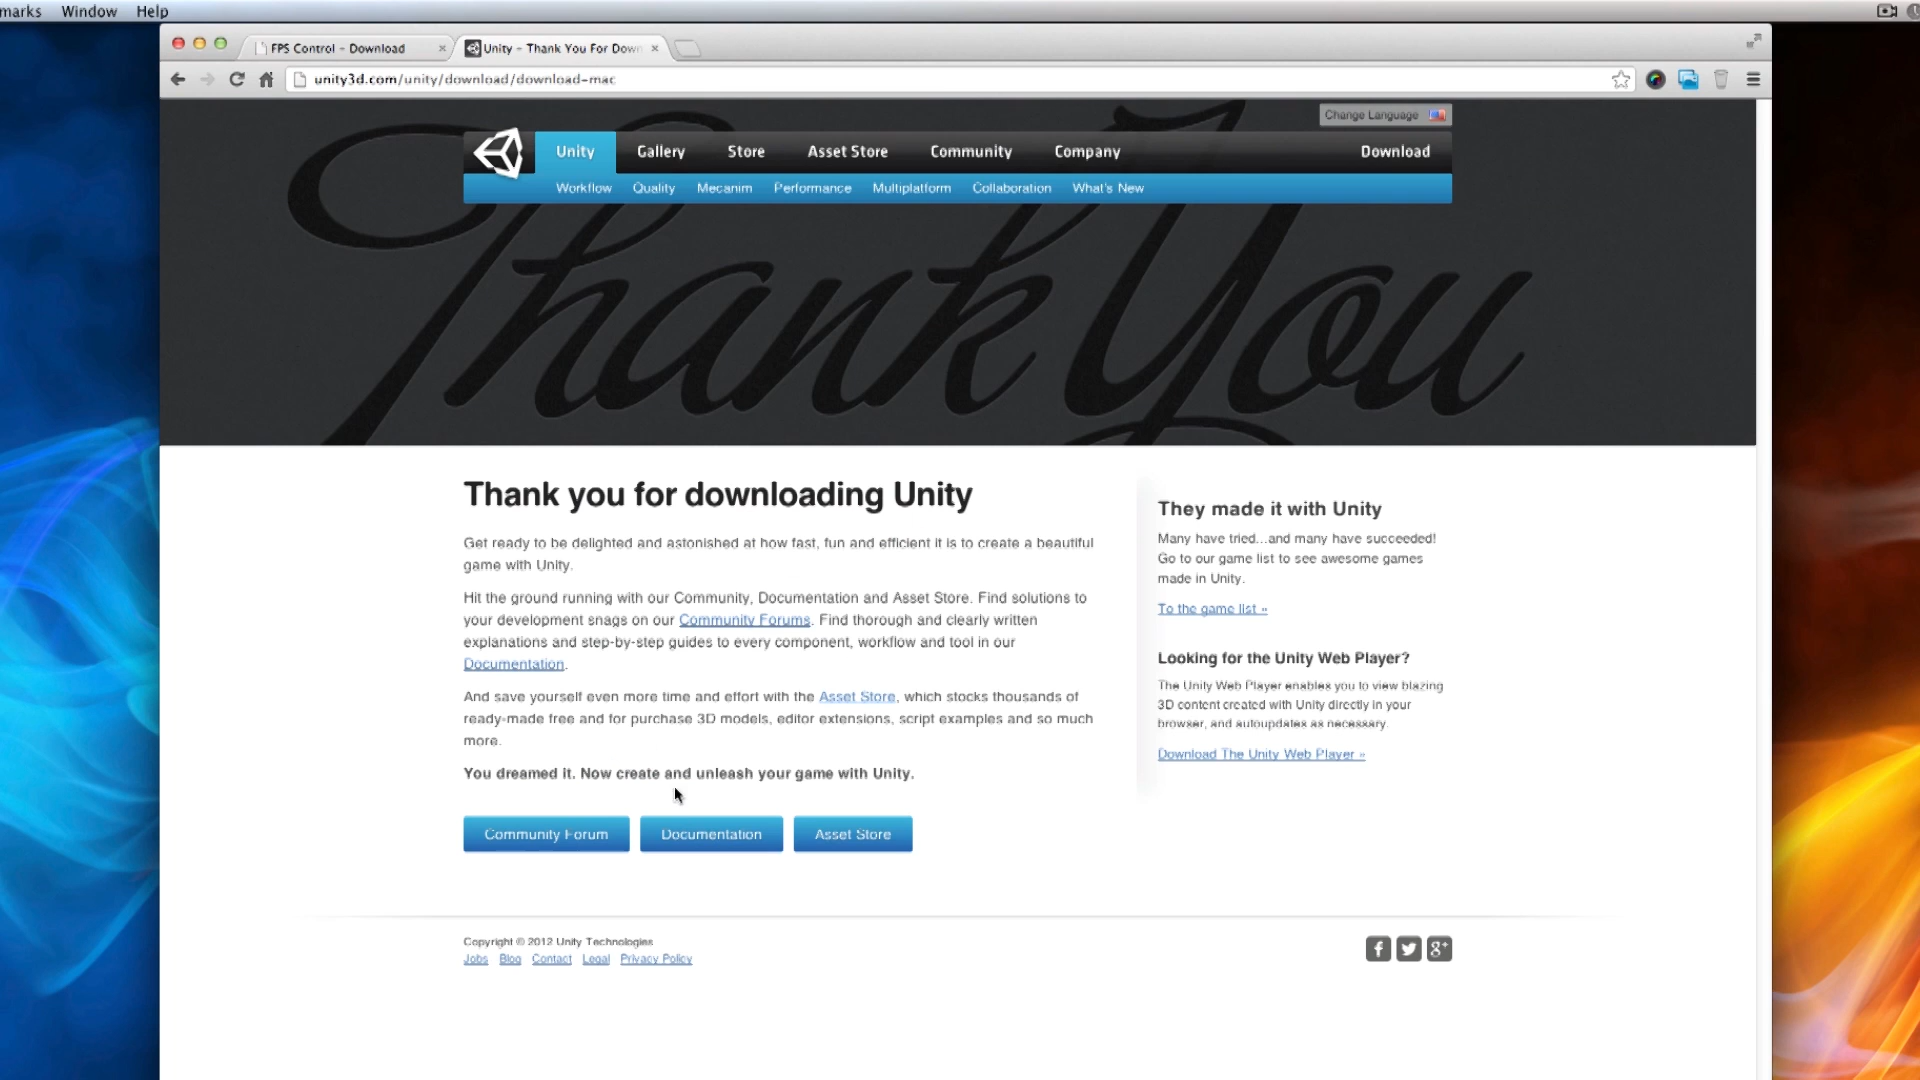 marks Window Help
FPS Control - Download
Unity - Thank You For Down
unity3d.com/unity/download/download-mac
Change Language
Unity Gallery Store Asset Store Community Company Download
Workflow Quality Mecanim Performance Multiplatform Collaboration What's New
Thank You
Thank you for downloading Unity
Get ready to be delighted and astonished at how fast, fun and efficient it is to create a beautiful
game with Unity.
Hit the ground running with our Community, Documentation and Asset Store. Find solutions to
your development snags on our Community Forums. Find thorough and clearly written
explanations and step-by-step guides to every component, workflow and tool in our
Documentation.
And save yourself even more time and effort with the Asset Store, which stocks thousands of
ready-made free and for purchase 3D models, editor extensions, script examples and so much
more.
You dreamed it. Now create and unleash your game with Unity.
Community Forum Documentation Asset Store
They made it with Unity
Many have tried...and many have succeeded!
Go to our game list to see awesome games
made in Unity.
To the game list »
Looking for the Unity Web Player?
The Unity Web Player enables you to view blazing
3D content created with Unity directly in your
browser, and autoupdates as necessary.
Download The Unity Web Player »
Copyright © 2012 Unity Technologies
Jobs Blog Contact Legal Privacy Policy